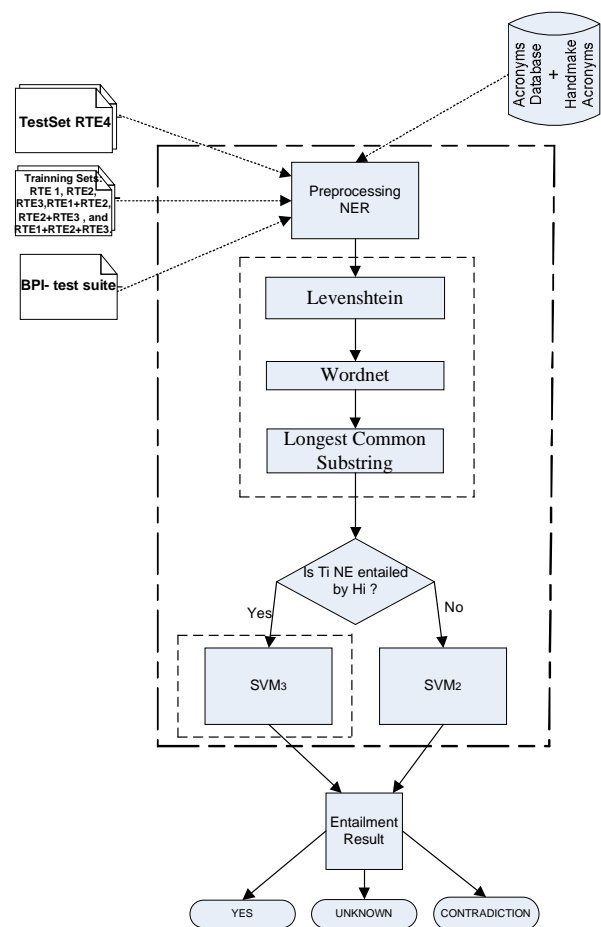 Acronyms
Database
+
Handmake
Acronyms
TestSet RTE4
Trainning Sets:
RTE 1, RTE2,
RTE3,RTE1+RTE2,
RTE2+RTE3 , and
RTE1+RTE2+RTE3.
BPI- test suite
Preprocessing
NER
Levenshtein
Wordnet
Longest Common
Substring
Is Ti NE entailed
by Hi ?
Yes
No
SVM3
SVM2
Entailment
Result
YES
UNKNOWN
CONTRADICTION